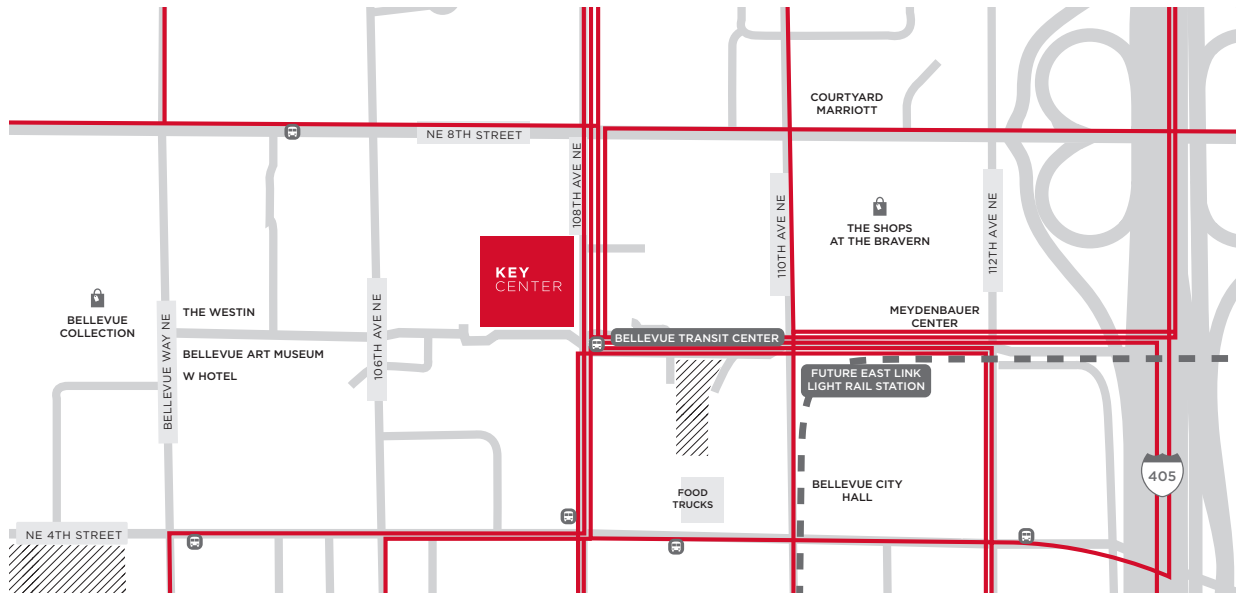 COURTYARD
MARRIOTT
NE 8TH STREET
108TH AVE NE
THE SHOPS
AT THE BRAVERN
110TH AVE NE
112TH AVE NE
KEY
CENTER
BELLEVUE
COLLECTION
THE WESTIN
BELLEVUE WAY NE
106TH AVE NE
MEYDENBAUER
CENTER
BELLEVUE TRANSIT CENTER
BELLEVUE ART MUSEUM
W HOTEL
FUTURE EAST LINK
LIGHT RAIL STATION
405
BELLEVUE CITY
HALL
FOOD
TRUCKS
NE 4TH STREET